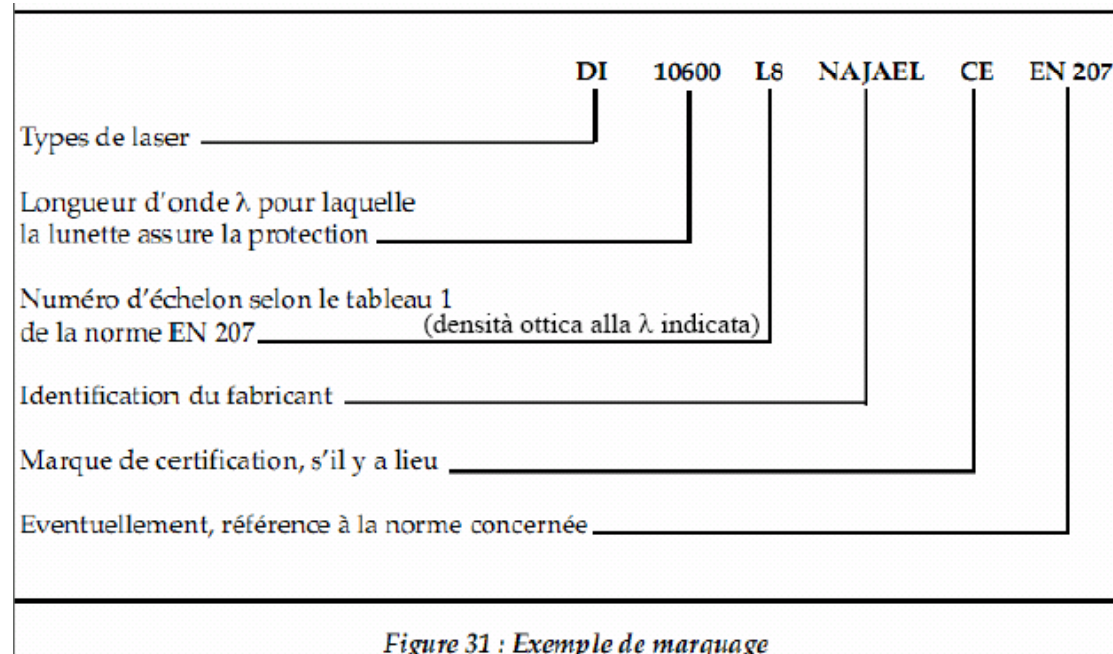 DI 10600 L8 NAJAEL CE EN 207
Types de laser
Longueur d'onde λ pour laquelle
la lunette assure la protection
Numéro d'échelon selon le tableau 1
de la norme EN 207 (densità ottica alla λ indicata)
Identification du fabricant
Marque de certification, s'il y a lieu
Eventuellement, référence à la norme concernée
Figure 31 : Exemple de marquage